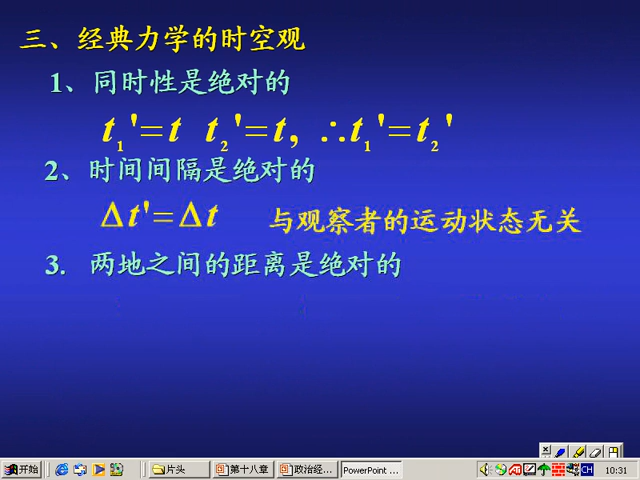 三、经典力学的时空观
1、同时性是绝对的
t₁'=t t₂'=t, ∴t₁'=t₂'
2、时间间隔是绝对的
Δt'=Δt 与观察者的运动状态无关
3. 两地之间的距离是绝对的
开始 片头 第十八章 政治经... PowerPoint ... CH 10:31